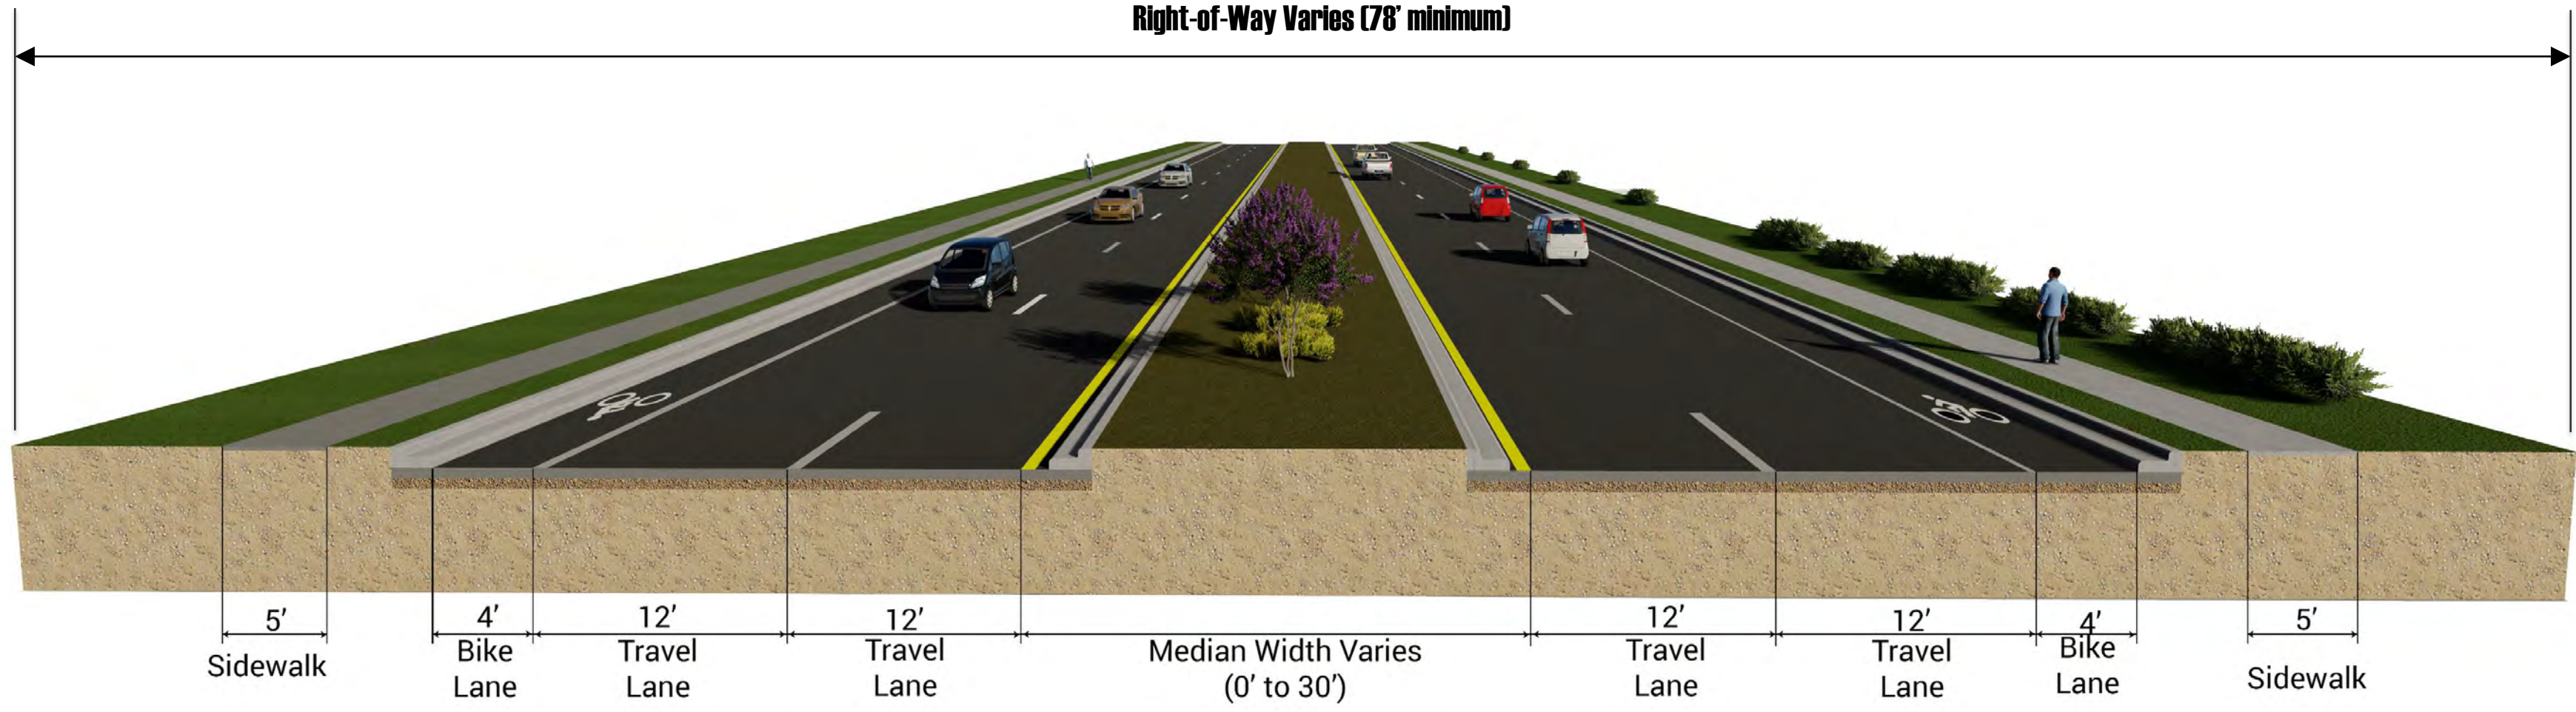 Right-of-Way Varies (78’ minimum)
5’
4’
12’
12’
12’
12’
4’
5’
Sidewalk
Bike
Lane
Travel
Lane
Travel
Lane
Median Width Varies
(0’ to 30’)
Travel
Lane
Travel
Lane
Bike
Lane
Sidewalk